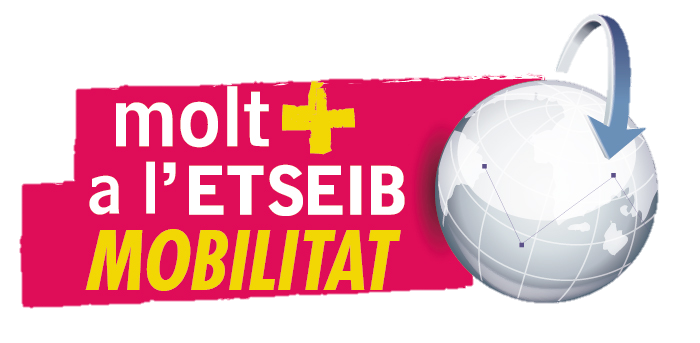 molt +
a l'ETSEIB
MOBILITAT